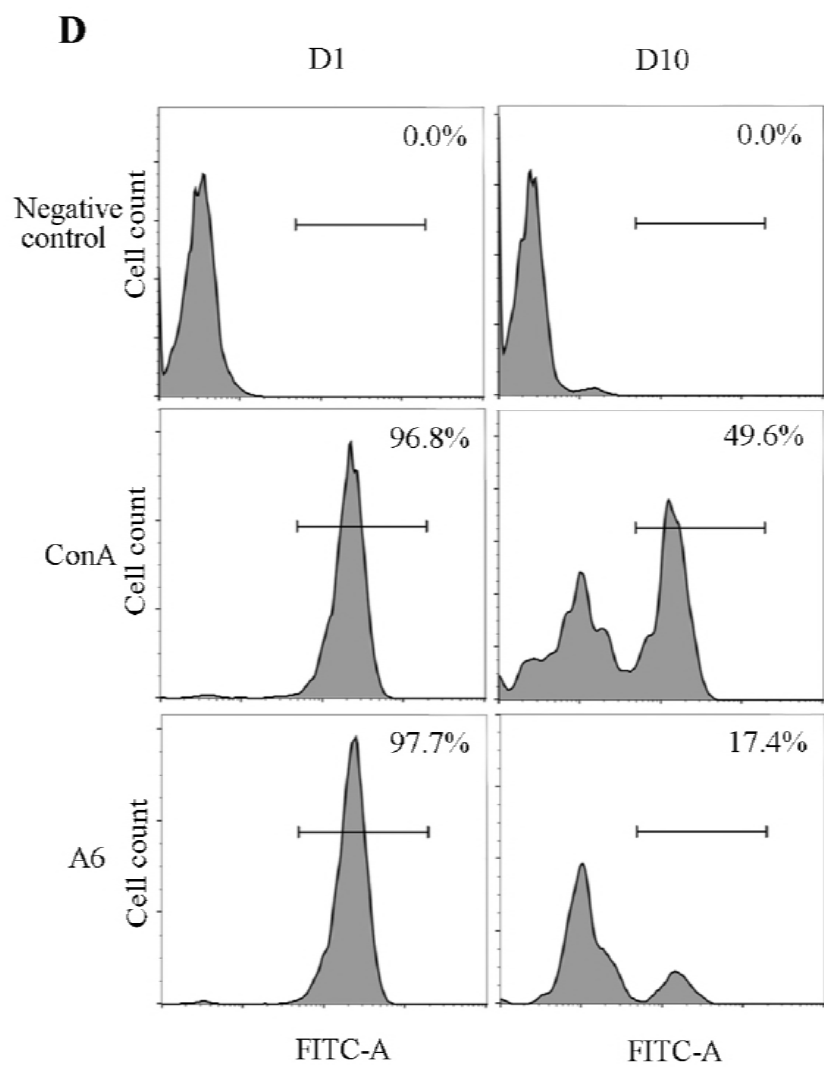 D
D1
D10
Negative
control
Cell count
0.0%
0.0%
ConA
Cell count
96.8%
49.6%
A6
Cell count
97.7%
17.4%
FITC-A
FITC-A